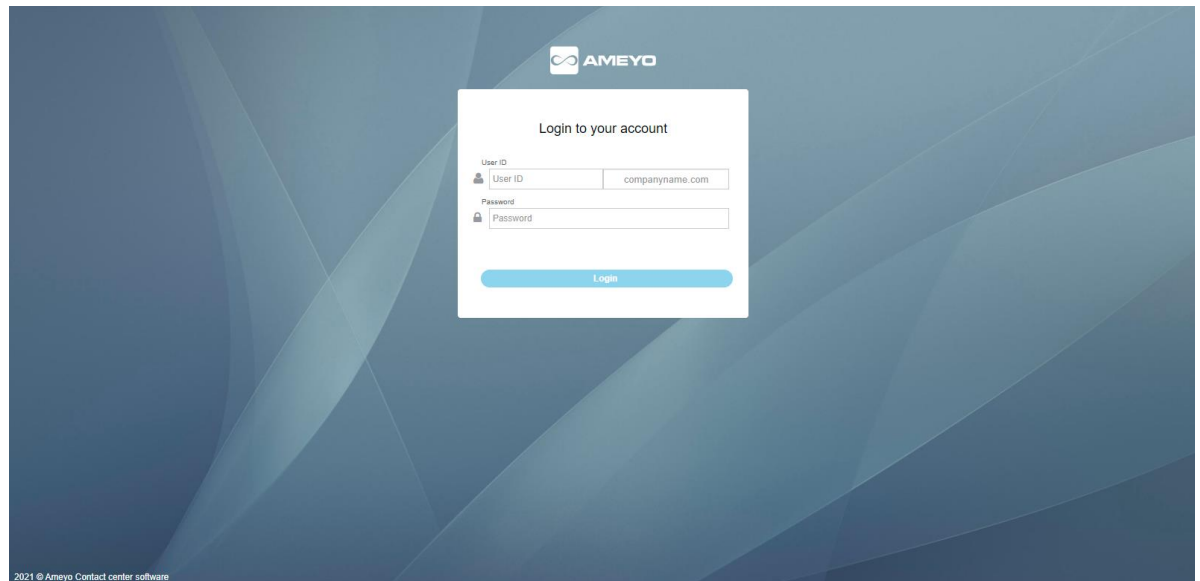 AMEYO
Login to your account
User ID
User ID companyname.com
Password
Password
Login
2021 © Ameyo Contact center software